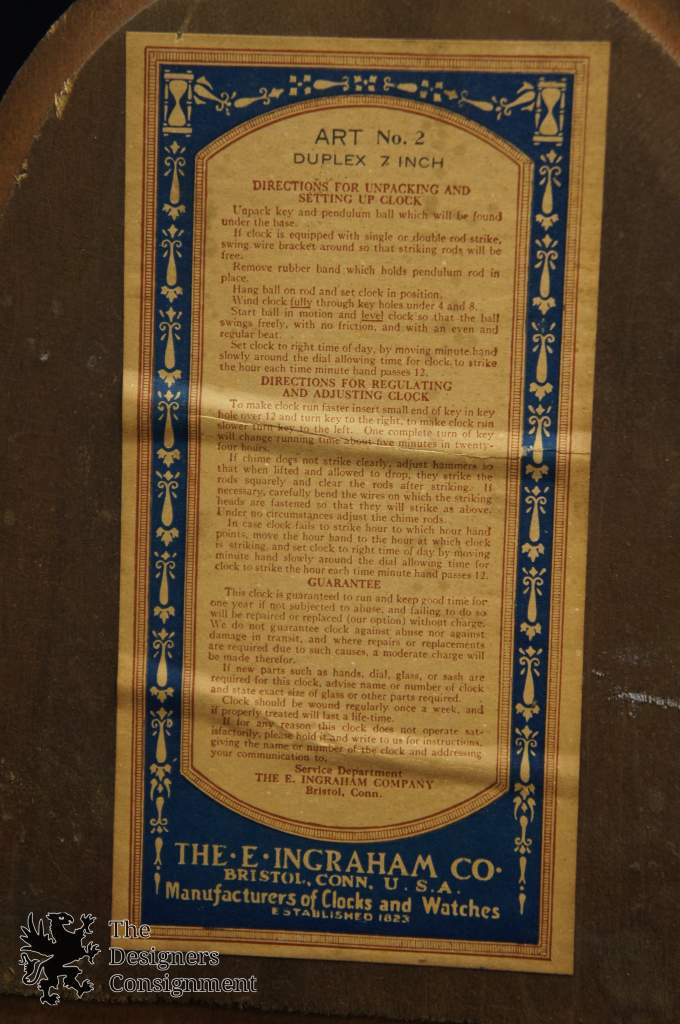 ART No. 2
DUPLEX 7 INCH
DIRECTIONS FOR UNPACKING AND
SETTING UP CLOCK
Unpack key and pendulum ball which will be found
under the base.
If clock is equipped with single or double rod strike,
swing wire bracket around so that striking rods will be
free.
Remove rubber band which holds pendulum rod in
place.
Hang ball on rod and set clock in position.
Wind clock fully through key holes under 4 and 8.
Start ball in motion and level clock so that the ball
swings freely, with no friction, and with an even and
regular beat.
Set clock to right time of day, by moving minute hand
slowly around the dial allowing time for clock to strike
the hour each time minute hand passes 12.
DIRECTIONS FOR REGULATING
AND ADJUSTING CLOCK
To make clock run faster insert small end of key in key
hole over 12 and turn key to the right, to make clock run
slower turn key to the left. One complete turn of key
will change running time about five minutes in twenty-
four hours.
If chime does not strike clearly, adjust hammers so
that when lifted and allowed to drop, they strike the
rods squarely and clear the rods after striking. If
necessary, carefully bend the wires on which the striking
heads are fastened so that they will strike as above.
Under no circumstances adjust the chime rods.
In case clock fails to strike hour to which hour hand
points, move the hour hand to the hour at which clock
is striking, and set clock to right time of day by moving
minute hand slowly around the dial allowing time for
clock to strike the hour each time minute hand passes 12.
GUARANTEE
This clock is guaranteed to run and keep good time for
one year if not subjected to abuse, and failing to do so
will be repaired or replaced (our option) without charge.
We do not guarantee clock against abuse nor against
damage in transit, and where repairs or replacements
are required due to such causes, a moderate charge will
be made therefor.
If new parts such as hands, dial, glass, or sash are
required for this clock, advise name or number of clock
and state exact size of glass or other parts required.
Clock should be wound regularly once a week, and
if properly treated will last a life-time.
If for any reason this clock does not operate sat-
isfactorily, please hold it and write to us for instructions,
giving the name or number of the clock and addressing
your communication to,
Service Department
THE E. INGRAHAM COMPANY
Bristol, Conn.
THE·E·INGRAHAM CO·
BRISTOL, CONN. U. S. A.
Manufacturers of Clocks and Watches
ESTABLISHED 1823
The
Designers
Consignment